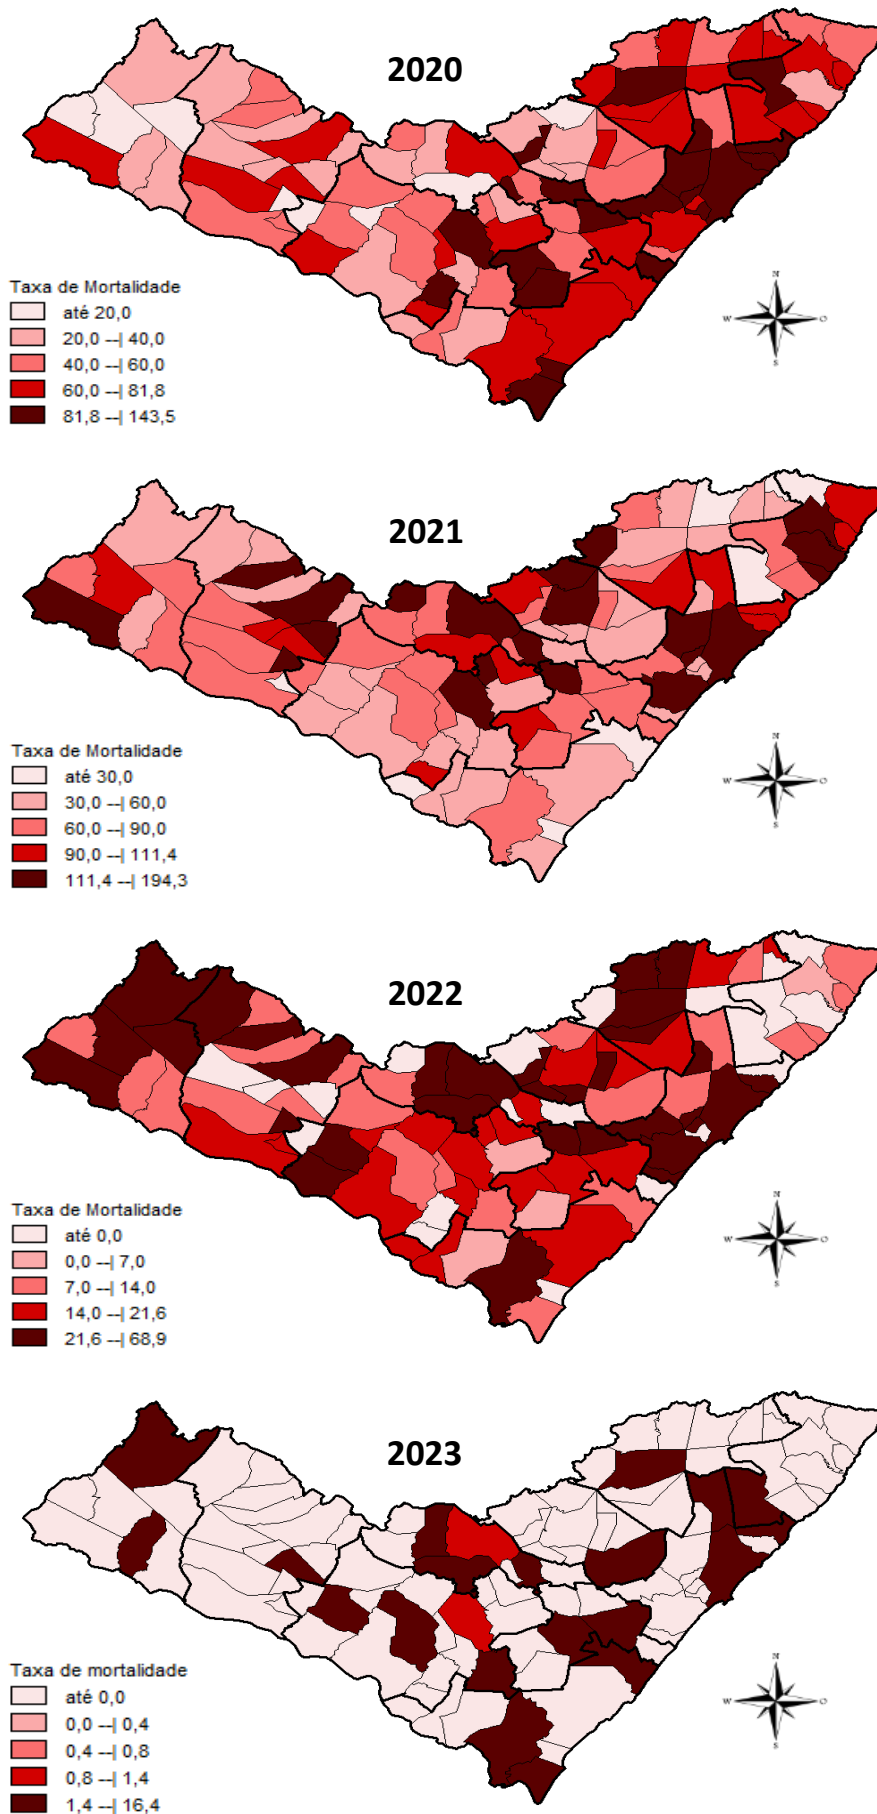 2020
N
W
O
S
Taxa de Mortalidade
até 20,0
20,0 --| 40,0
40,0 --| 60,0
60,0 --| 81,8
81,8 --| 143,5
2021
N
W
O
S
Taxa de Mortalidade
até 30,0
30,0 --| 60,0
60,0 --| 90,0
90,0 --| 111,4
111,4 --| 194,3
2022
N
W
O
S
Taxa de Mortalidade
até 0,0
0,0 --| 7,0
7,0 --| 14,0
14,0 --| 21,6
21,6 --| 68,9
2023
N
W
O
S
Taxa de mortalidade
até 0,0
0,0 --| 0,4
0,4 --| 0,8
0,8 --| 1,4
1,4 --| 16,4